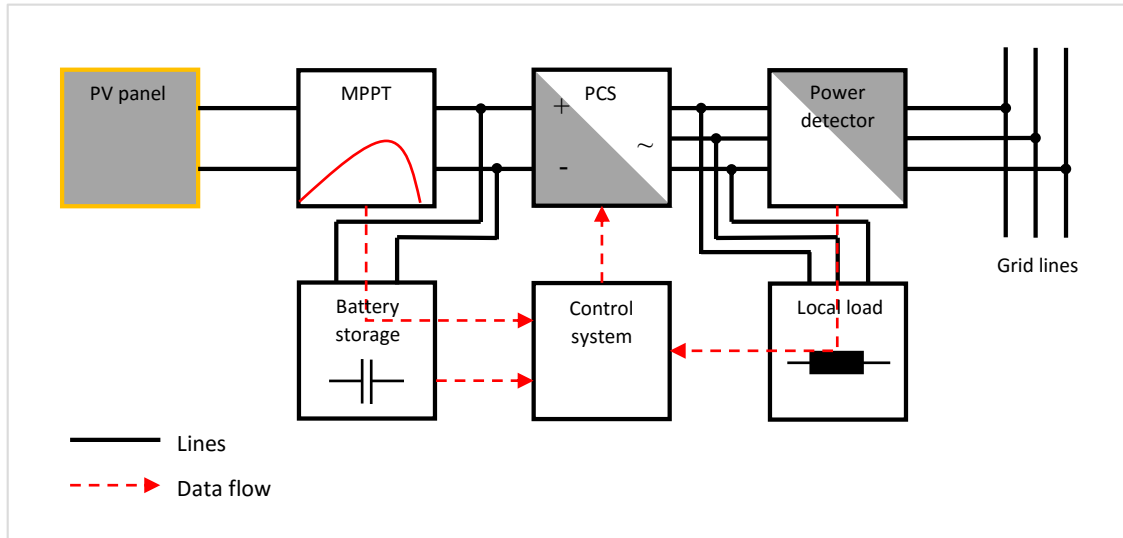 PV panel
MPPT
PCS
Power
detector
+
-
~
Grid lines
Battery
storage
Control
system
Local load
Lines
Data flow